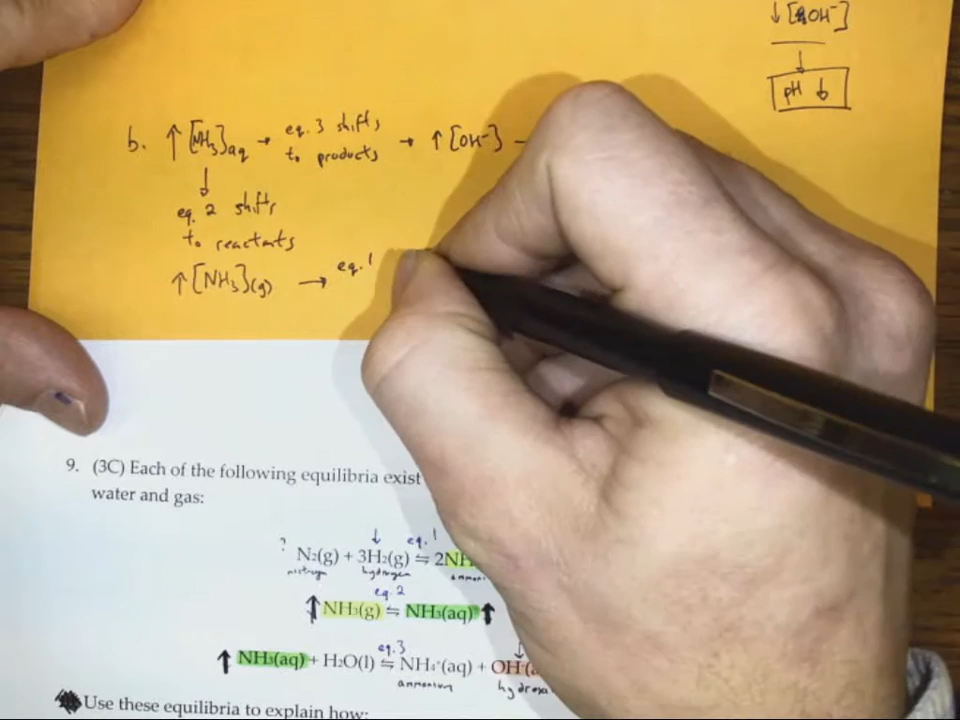 ↓ [OH⁻]
↓
pH ↓
b. ↑ [NH₃]aq → eq. 3 shifts to products → ↑ [OH⁻] –
↓
eq. 2 shifts
to reactants
↑ [NH₃](g) → eq. 1
9. (3C) Each of the following equilibria exist
water and gas:
↓ eq. 1
? N₂(g) + 3H₂(g) ⇋ 2NH
nitrogen hydrogen
eq. 2
↑ NH₃(g) ⇋ NH₃(aq) ↑
eq. 3 ↓
↑ NH₃(aq) + H₂O(l) ⇋ NH₄⁺(aq) + OH⁻(a
ammonium
Use these equilibria to explain how: